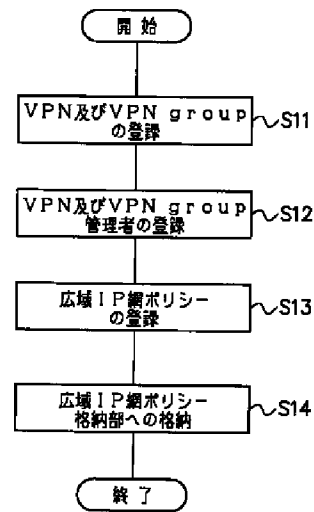 開始
VPN及びVPN group
の登録
S11
VPN及びVPN group
管理者の登録
S12
広域IP網ポリシー
の登録
S13
広域IP網ポリシー
格納部への格納
S14
終了